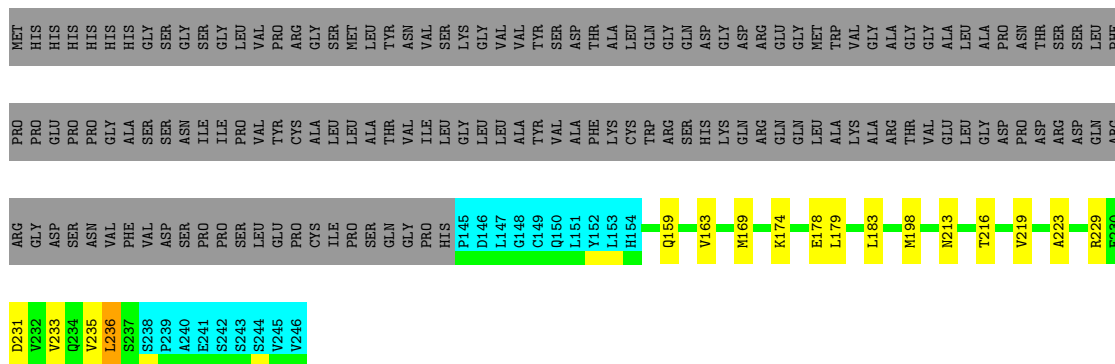 MET HIS HIS HIS HIS HIS HIS GLY SER GLY SER GLY LEU VAL PRO ARG GLY SER MET LEU TYR ASN VAL SER LYS GLY VAL VAL TYR SER ASP THR ALA LEU GLN GLY GLN ASP GLY ASP ARG GLU GLY MET TRP VAL GLY ALA GLY GLY ALA LEU ALA PRO ASN THR SER SER LEU PHE
PRO PRO GLU PRO PRO GLY ALA SER SER ASN ILE ILE PRO VAL TYR CYS ALA LEU LEU ALA THR VAL ILE LEU GLY LEU LEU ALA TYR VAL ALA PHE LYS CYS TRP ARG SER HIS LYS GLN ARG GLN GLN LEU ALA LYS ALA ARG THR VAL GLU LEU GLY ASP PRO ASP ARG ASP GLN ARG
ARG GLY ASP SER ASN VAL PHE VAL ASP SER PRO PRO SER LEU GLU PRO CYS ILE PRO SER GLN GLY PRO HIS P145 D146 L147 G148 C149 Q150 L151 Y152 L153 H154 Q159 V163 M169 K174 E178 L179 L183 M198 N213 T216 V219 A223 R229 E230
D231 V232 V233 Q234 V235 L236 S237 S238 P239 A240 E241 S242 S243 S244 V245 V246